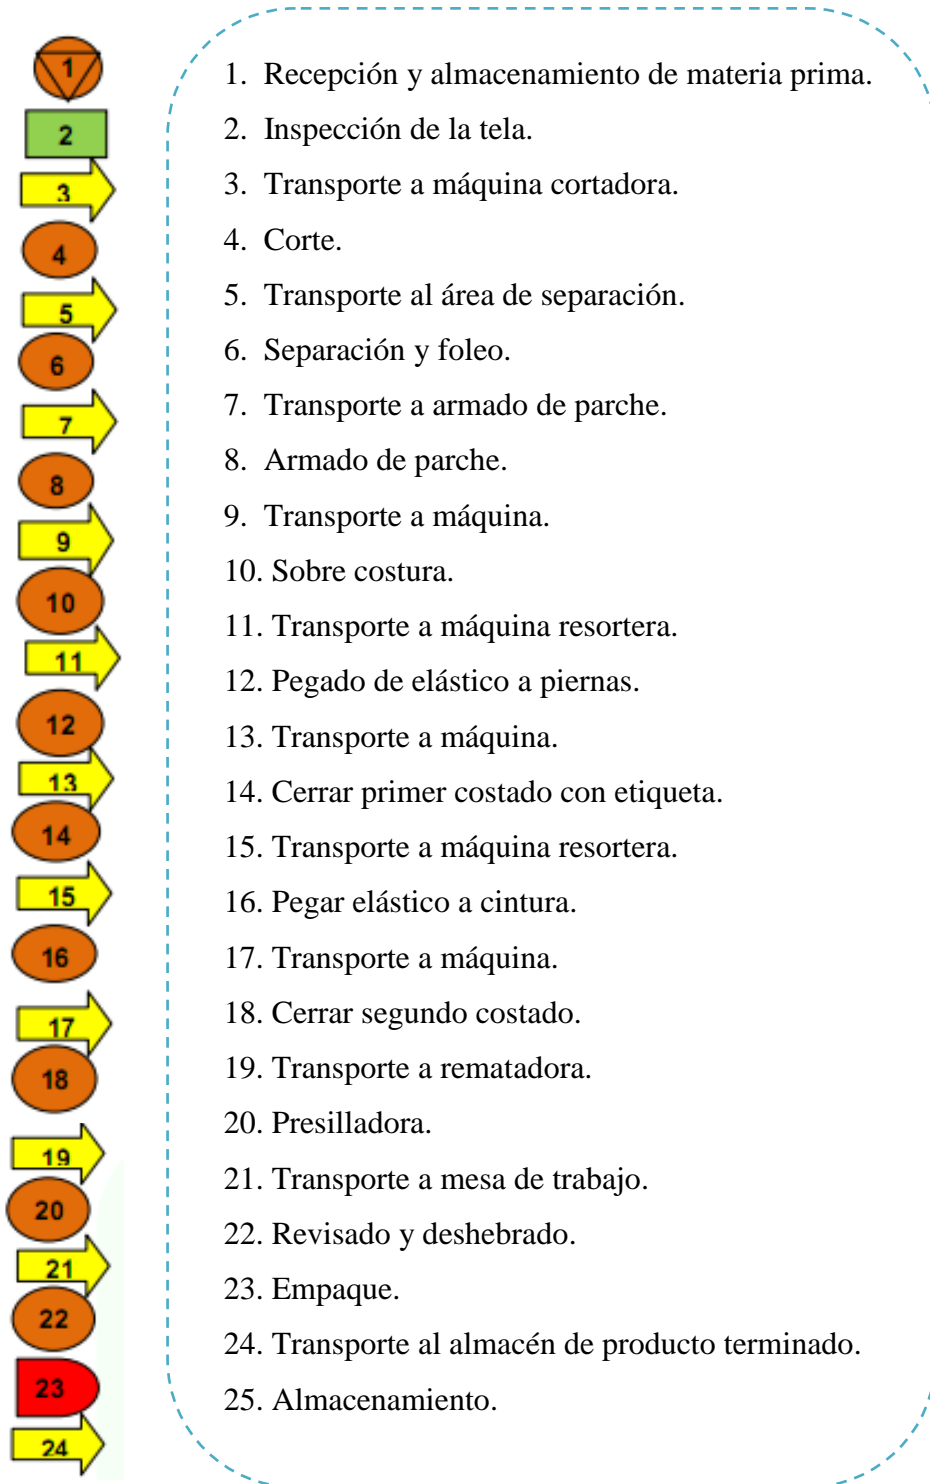 1
2
3
4
5
6
7
8
9
10
11
12
13
14
15
16
17
18
19
20
21
22
23
24
1. Recepción y almacenamiento de materia prima.
2. Inspección de la tela.
3. Transporte a máquina cortadora.
4. Corte.
5. Transporte al área de separación.
6. Separación y foleo.
7. Transporte a armado de parche.
8. Armado de parche.
9. Transporte a máquina.
10. Sobre costura.
11. Transporte a máquina resortera.
12. Pegado de elástico a piernas.
13. Transporte a máquina.
14. Cerrar primer costado con etiqueta.
15. Transporte a máquina resortera.
16. Pegar elástico a cintura.
17. Transporte a máquina.
18. Cerrar segundo costado.
19. Transporte a rematadora.
20. Presilladora.
21. Transporte a mesa de trabajo.
22. Revisado y deshebrado.
23. Empaque.
24. Transporte al almacén de producto terminado.
25. Almacenamiento.